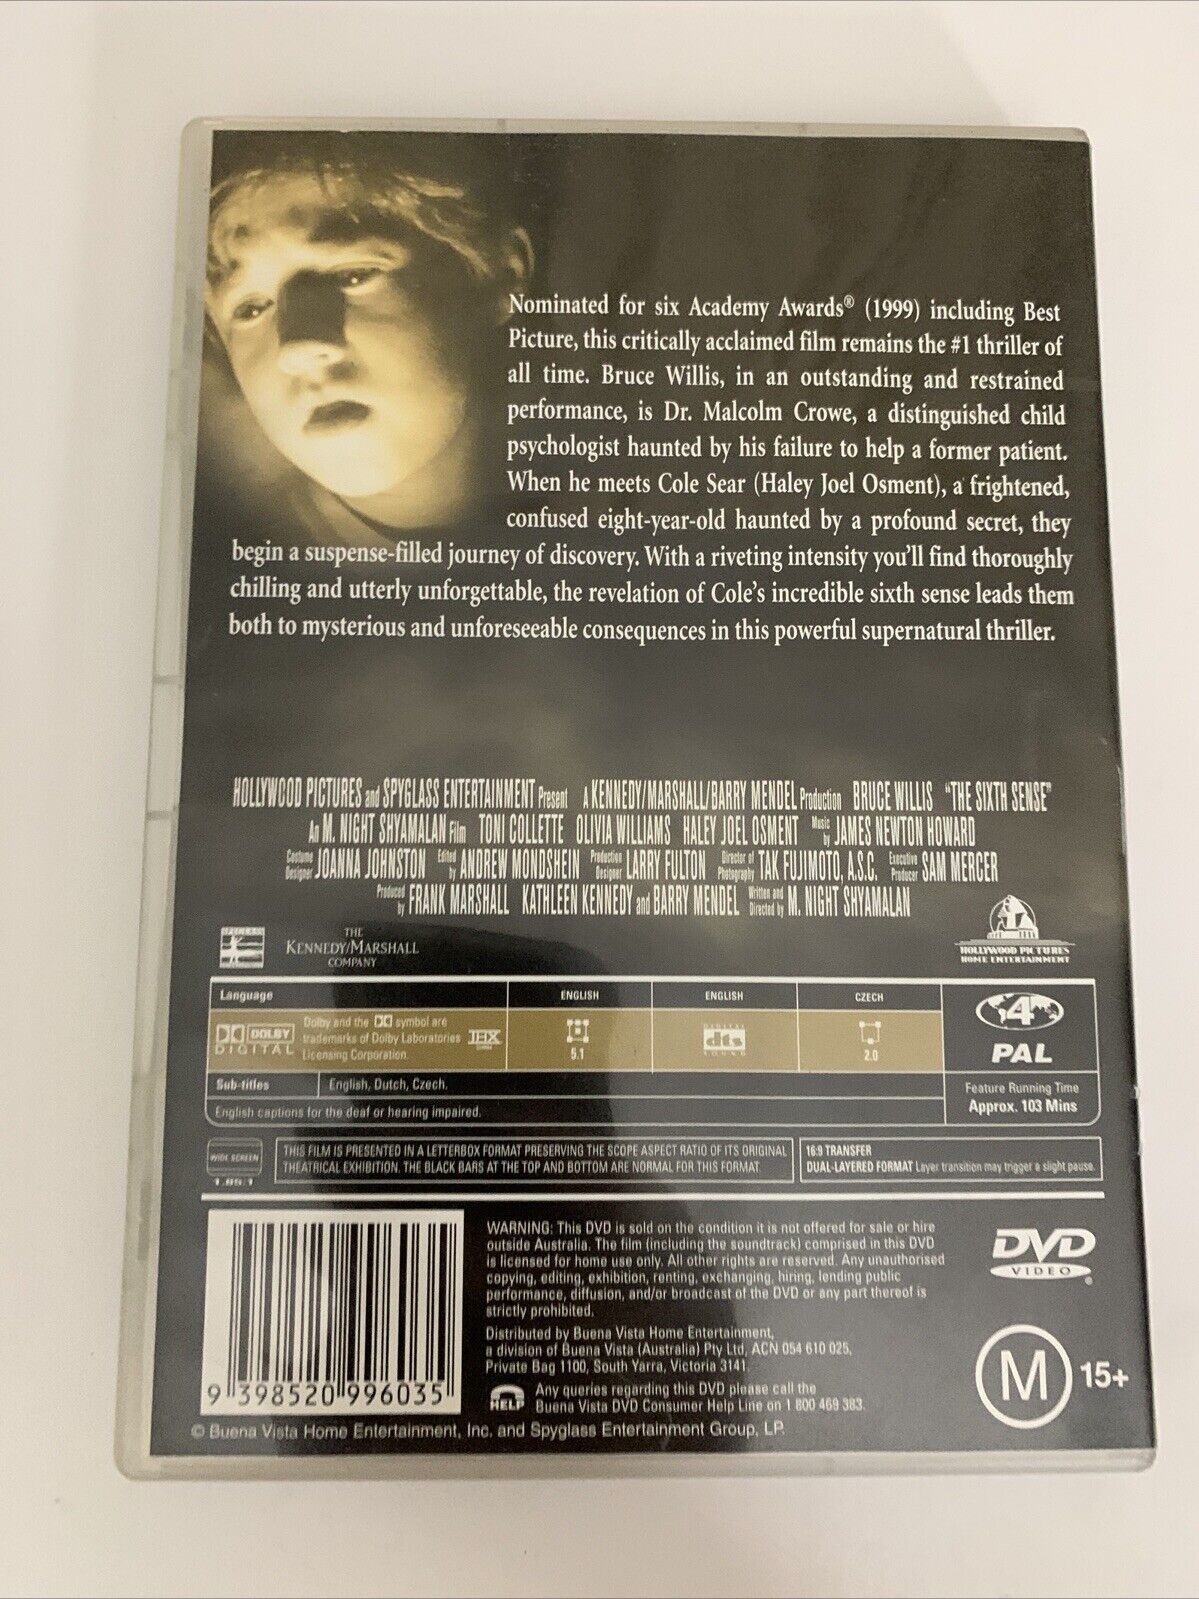 Nominated for six Academy Awards® (1999) including Best
Picture, this critically acclaimed film remains the #1 thriller of
all time. Bruce Willis, in an outstanding and restrained
performance, is Dr. Malcolm Crowe, a distinguished child
psychologist haunted by his failure to help a former patient.
When he meets Cole Sear (Haley Joel Osment), a frightened,
confused eight-year-old haunted by a profound secret, they
begin a suspense-filled journey of discovery. With a riveting intensity you'll find thoroughly
chilling and utterly unforgettable, the revelation of Cole's incredible sixth sense leads them
both to mysterious and unforeseeable consequences in this powerful supernatural thriller.
HOLLYWOOD PICTURES and SPYGLASS ENTERTAINMENT Present A KENNEDY/MARSHALL/BARRY MENDEL Production BRUCE WILLIS "THE SIXTH SENSE"
An M. NIGHT SHYAMALAN Film TONI COLLETTE OLIVIA WILLIAMS HALEY JOEL OSMENT Music by JAMES NEWTON HOWARD
Costume Designer JOANNA JOHNSTON Edited by ANDREW MONDSHEIN Production Designer LARRY FULTON Director of Photography TAK FUJIMOTO, A.S.C. Executive Producer SAM MERCER
Produced by FRANK MARSHALL KATHLEEN KENNEDY and BARRY MENDEL Written and Directed by M. NIGHT SHYAMALAN
SPYGLASS
THE
KENNEDY/MARSHALL
COMPANY
HOLLYWOOD PICTURES
HOME ENTERTAINMENT
Language ENGLISH ENGLISH CZECH
DOLBY
DIGITAL
Dolby and the symbol are
trademarks of Dolby Laboratories
Licensing Corporation.
THX
5.1
DIGITAL
dts
SOUND
2.0
4
PAL
Sub-titles English, Dutch, Czech.
English captions for the deaf or hearing impaired.
Feature Running Time
Approx. 103 Mins
WIDE SCREEN
1.85:1
THIS FILM IS PRESENTED IN A LETTERBOX FORMAT PRESERVING THE SCOPE ASPECT RATIO OF ITS ORIGINAL
THEATRICAL EXHIBITION. THE BLACK BARS AT THE TOP AND BOTTOM ARE NORMAL FOR THIS FORMAT.
16:9 TRANSFER
DUAL-LAYERED FORMAT Layer transition may trigger a slight pause.
WARNING: This DVD is sold on the condition it is not offered for sale or hire
outside Australia. The film (including the soundtrack) comprised in this DVD
is licensed for home use only. All other rights are reserved. Any unauthorised
copying, editing, exhibition, renting, exchanging, hiring, lending public
performance, diffusion, and/or broadcast of the DVD or any part thereof is
strictly prohibited.
Distributed by Buena Vista Home Entertainment,
a division of Buena Vista (Australia) Pty Ltd, ACN 054 610 025,
Private Bag 1100, South Yarra, Victoria 3141.
HELP
Any queries regarding this DVD please call the
Buena Vista DVD Consumer Help Line on 1 800 469 383.
DVD
VIDEO
M 15+
9 398520 996035
© Buena Vista Home Entertainment, Inc. and Spyglass Entertainment Group, LP.